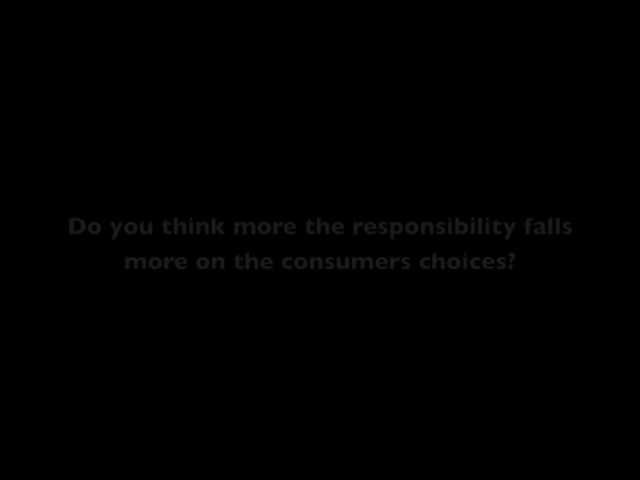 Do you think more the responsibility falls
more on the consumers choices?